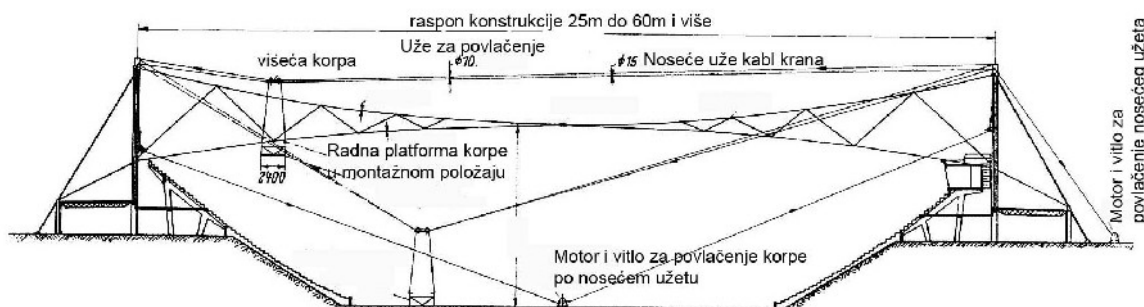 raspon konstrukcije 25m do 60m i više
Uže za povlačenje
viseća korpa
ϕ10.
ϕ15 Noseće uže kabl krana
Radna platforma korpe
u montažnom položaju
2400
Motor i vitlo za povlačenje korpe
po nosećem užetu
Motor i vitlo za
povlačenje nosećeg užeta